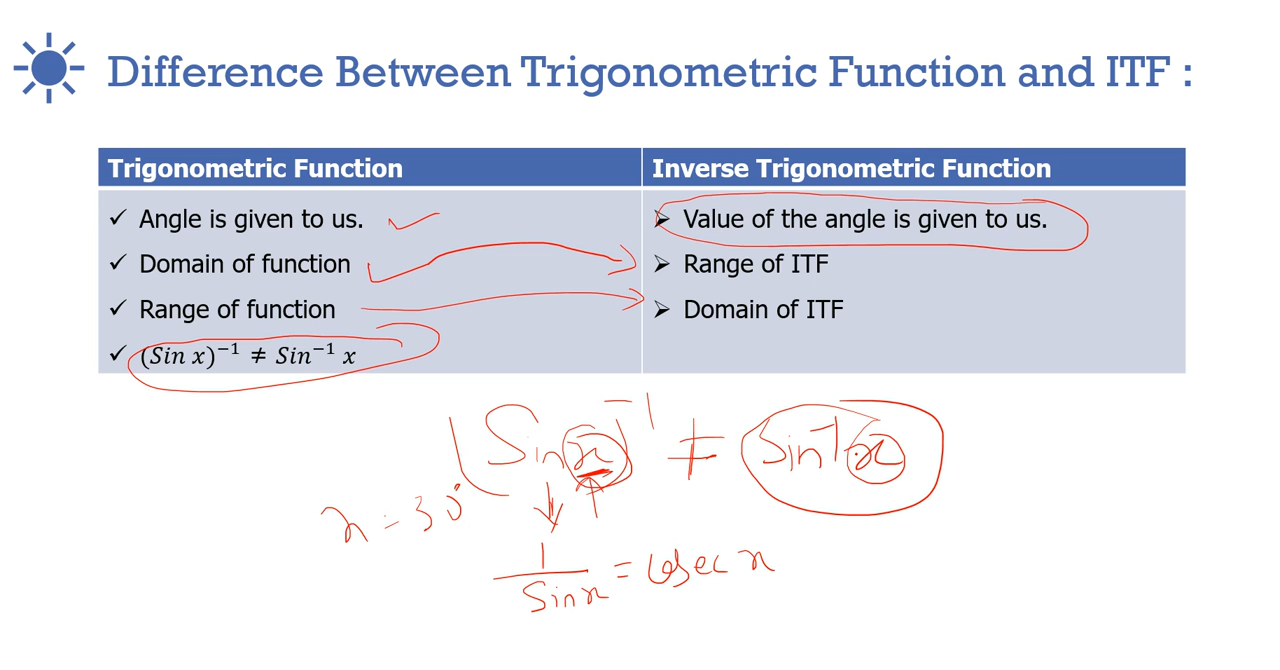 Difference Between Trigonometric Function and ITF :
Trigonometric Function
Inverse Trigonometric Function
✓ Angle is given to us.
➢ Value of the angle is given to us.
✓ Domain of function
➢ Range of ITF
✓ Range of function
➢ Domain of ITF
✓ (Sin x)⁻¹ ≠ Sin⁻¹ x
(Sin x)⁻¹ ≠ Sin⁻¹ x
x = 30°
1/Sin x = Cosec x